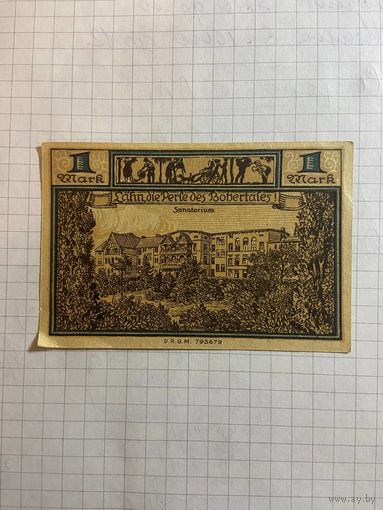 1 1
Mark Mark
Lähn, die Perle des Bobertales!
Sanatorium
D.R.G.M. 795679
www.ay.by